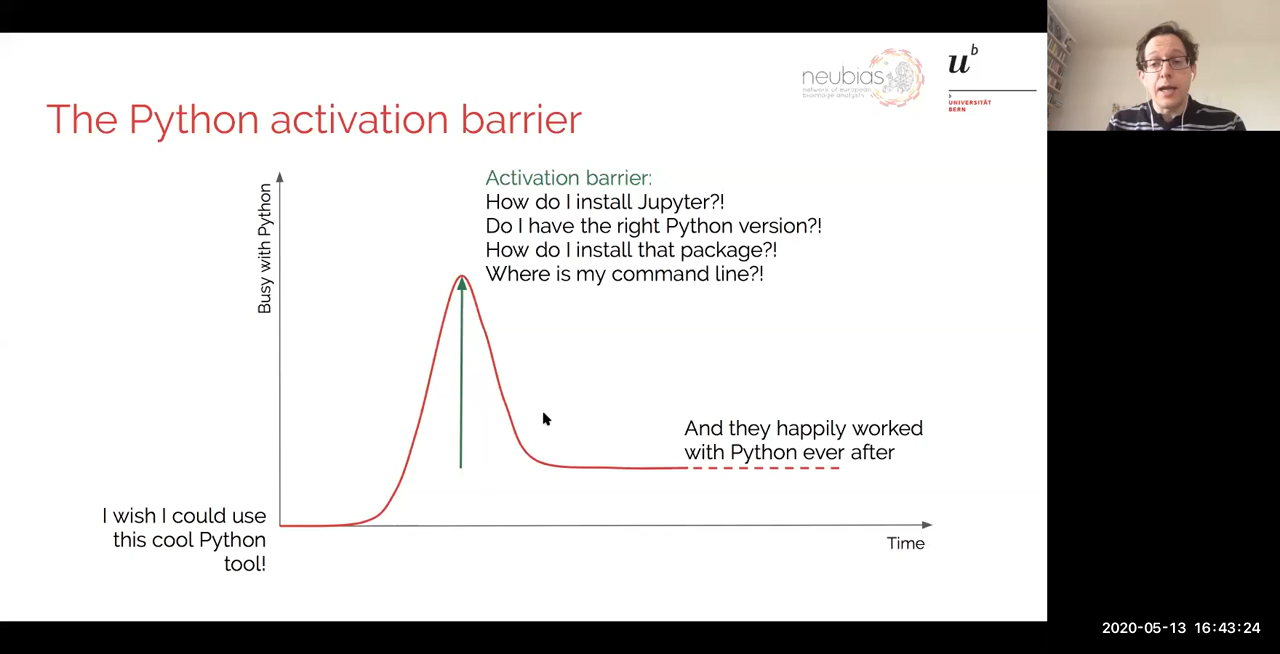 neubias
network of european
bioimage analysts
u^b
b
UNIVERSITÄT
BERN
The Python activation barrier
Busy with Python
Activation barrier:
How do I install Jupyter?!
Do I have the right Python version?!
How do I install that package?!
Where is my command line?!
And they happily worked
with Python ever after
I wish I could use
this cool Python
tool!
Time
2020-05-13 16:43:24